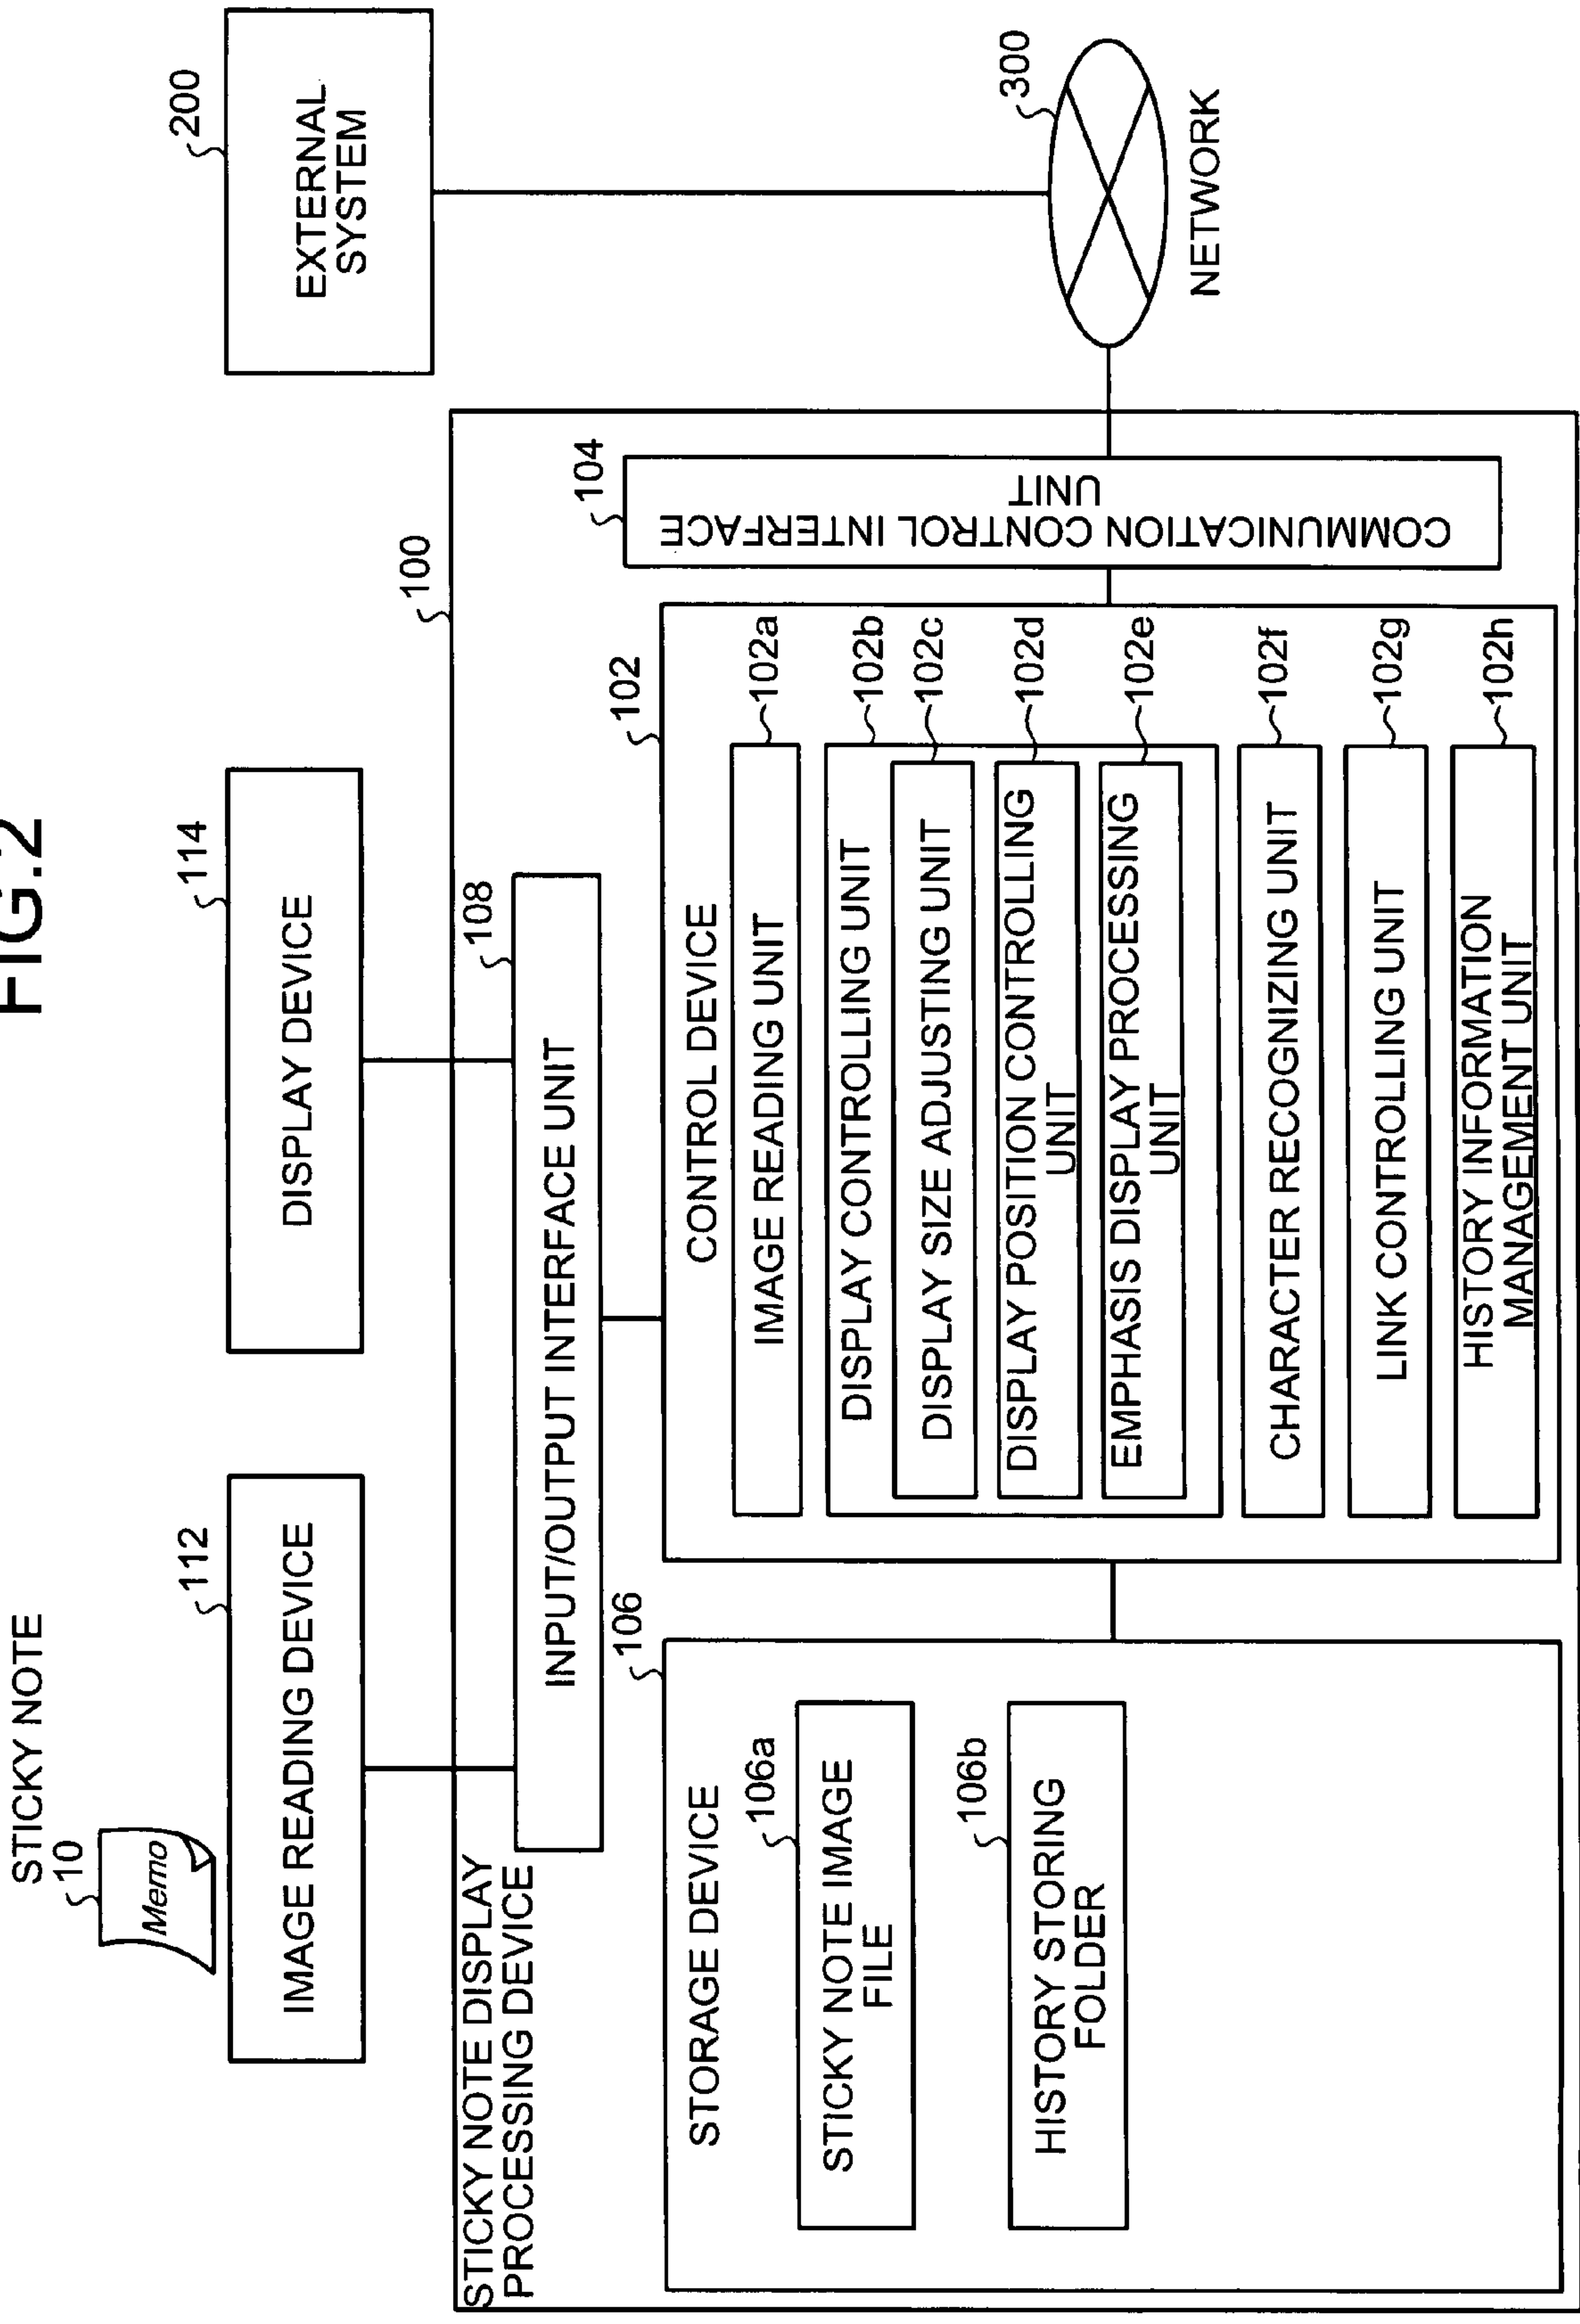 FIG.2
STICKY NOTE
10
Memo
112
IMAGE READING DEVICE
114
DISPLAY DEVICE
200
EXTERNAL
SYSTEM
100
STICKY NOTE DISPLAY
PROCESSING DEVICE
108
INPUT/OUTPUT INTERFACE UNIT
106
STORAGE DEVICE
106a
STICKY NOTE IMAGE
FILE
106b
HISTORY STORING
FOLDER
102
CONTROL DEVICE
IMAGE READING UNIT
102a
DISPLAY CONTROLLING UNIT
102b
DISPLAY SIZE ADJUSTING UNIT
102c
DISPLAY POSITION CONTROLLING
UNIT
102d
EMPHASIS DISPLAY PROCESSING
UNIT
102e
CHARACTER RECOGNIZING UNIT
102f
LINK CONTROLLING UNIT
102g
HISTORY INFORMATION
MANAGEMENT UNIT
102h
104
COMMUNICATION CONTROL INTERFACE
UNIT
300
NETWORK